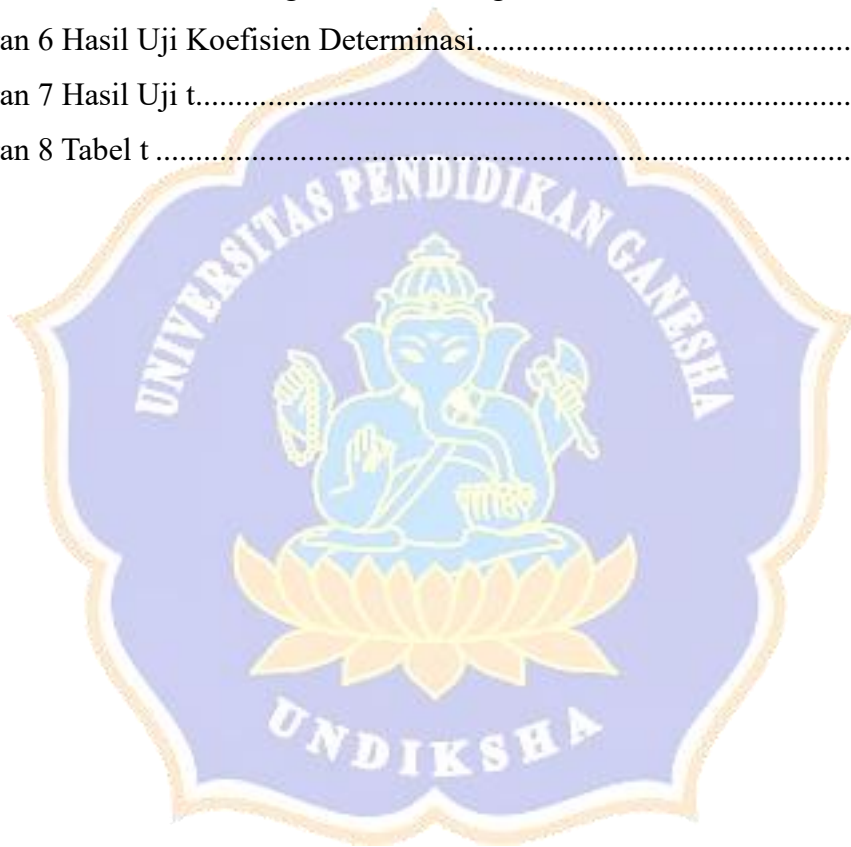 an 6 Hasil Uji Koefisien Determinasi...............................................
an 7 Hasil Uji t..................................................................................
an 8 Tabel t .......................................................................................
UNIVERSITAS PENDIDIKAN GANESHA
UNDIKSHA